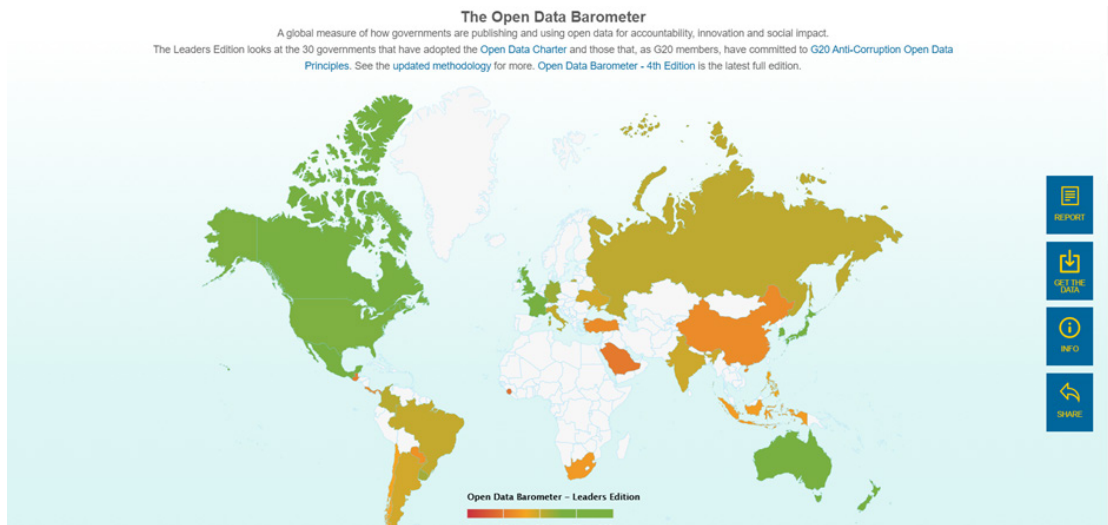 The Open Data Barometer
A global measure of how governments are publishing and using open data for accountability, innovation and social impact.
The Leaders Edition looks at the 30 governments that have adopted the Open Data Charter and those that, as G20 members, have committed to G20 Anti-Corruption Open Data
Principles. See the updated methodology for more. Open Data Barometer - 4th Edition is the latest full edition.
REPORT
GET THE
DATA
INFO
SHARE
Open Data Barometer – Leaders Edition